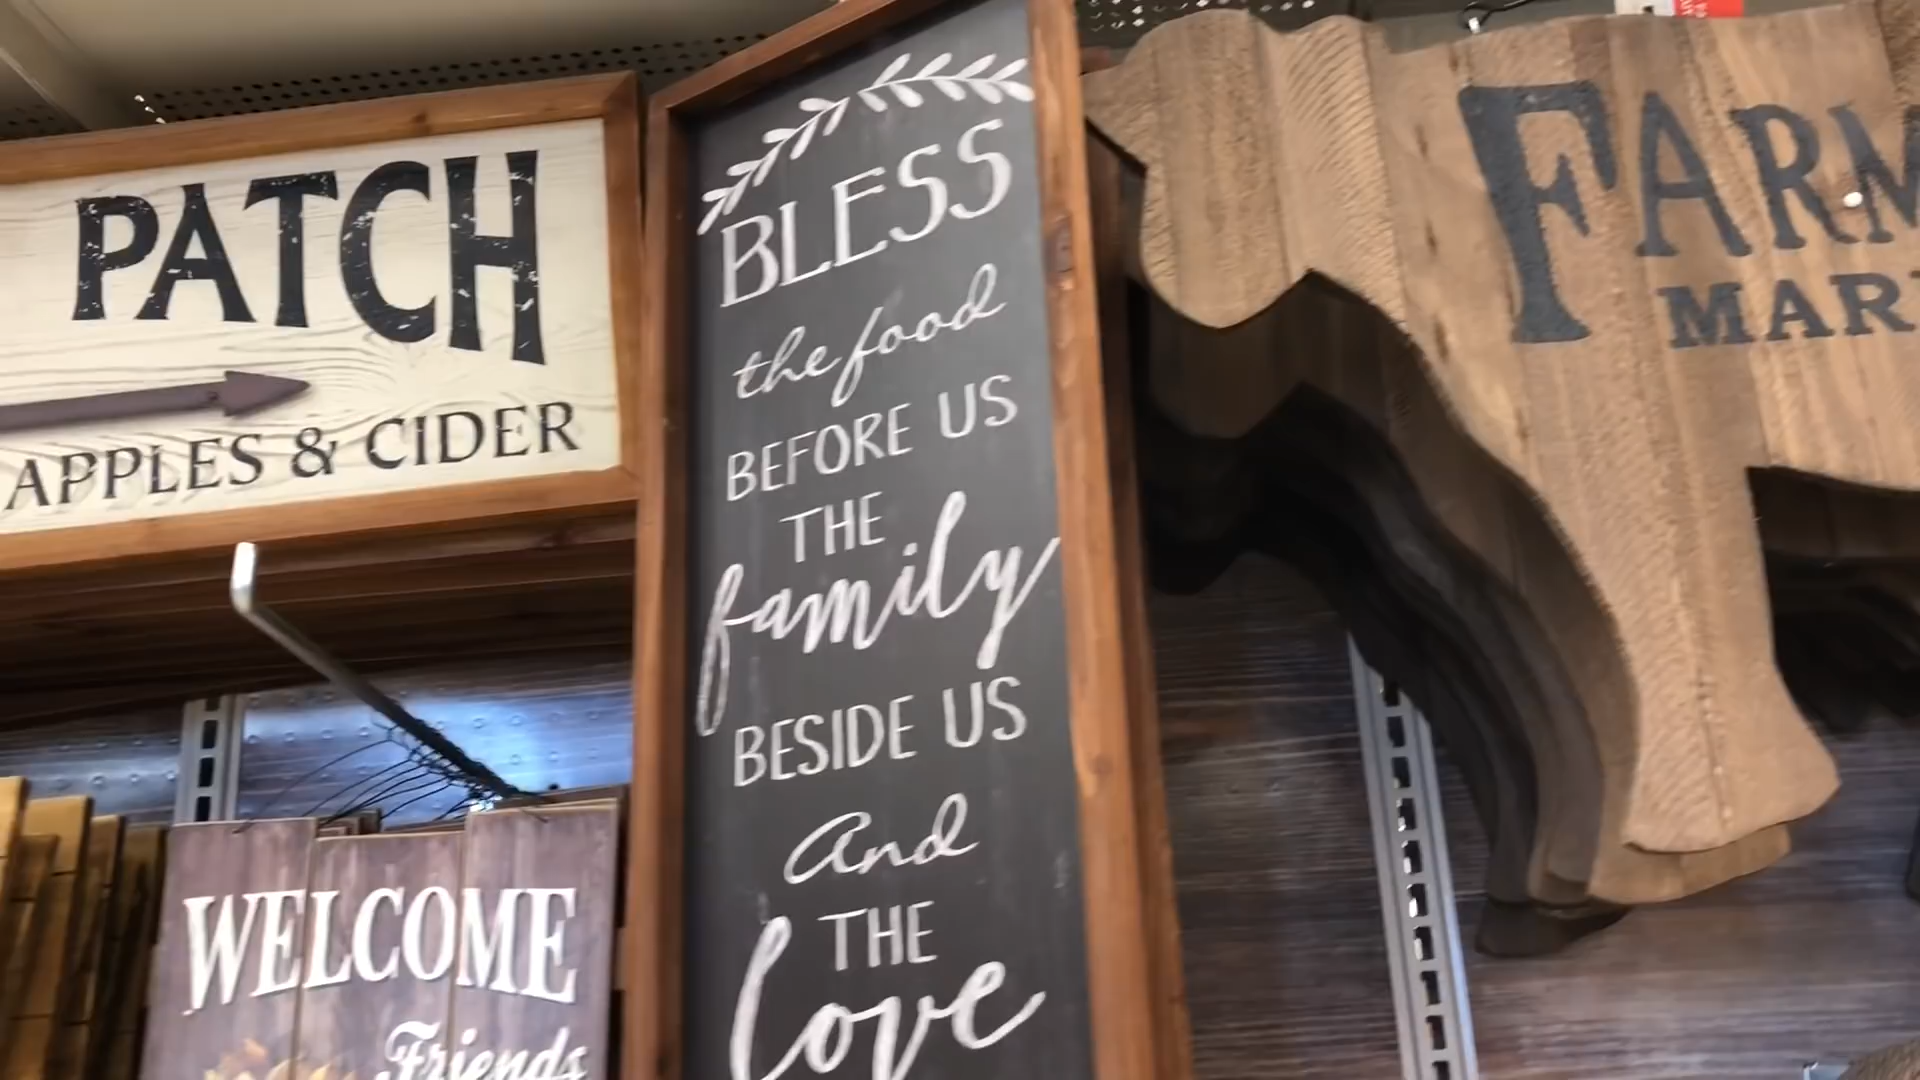 PATCH
APPLES & CIDER
BLESS
the food
BEFORE US
THE
family
BESIDE US
And
THE
love
WELCOME
Friends
FARM
MAR